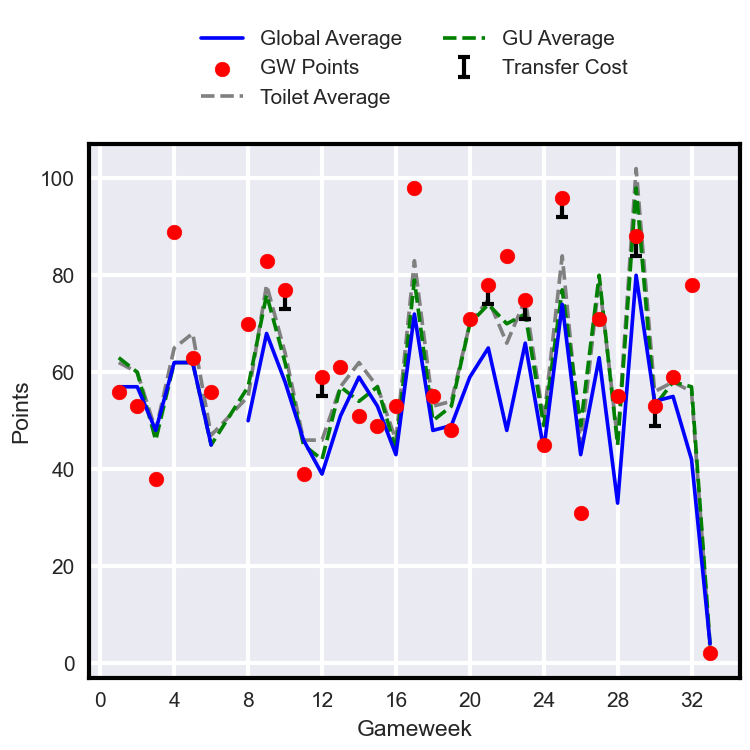 Global Average
GU Average
GW Points
Transfer Cost
Toilet Average
100
80
60
40
20
0
Points
0 4 8 12 16 20 24 28 32
Gameweek